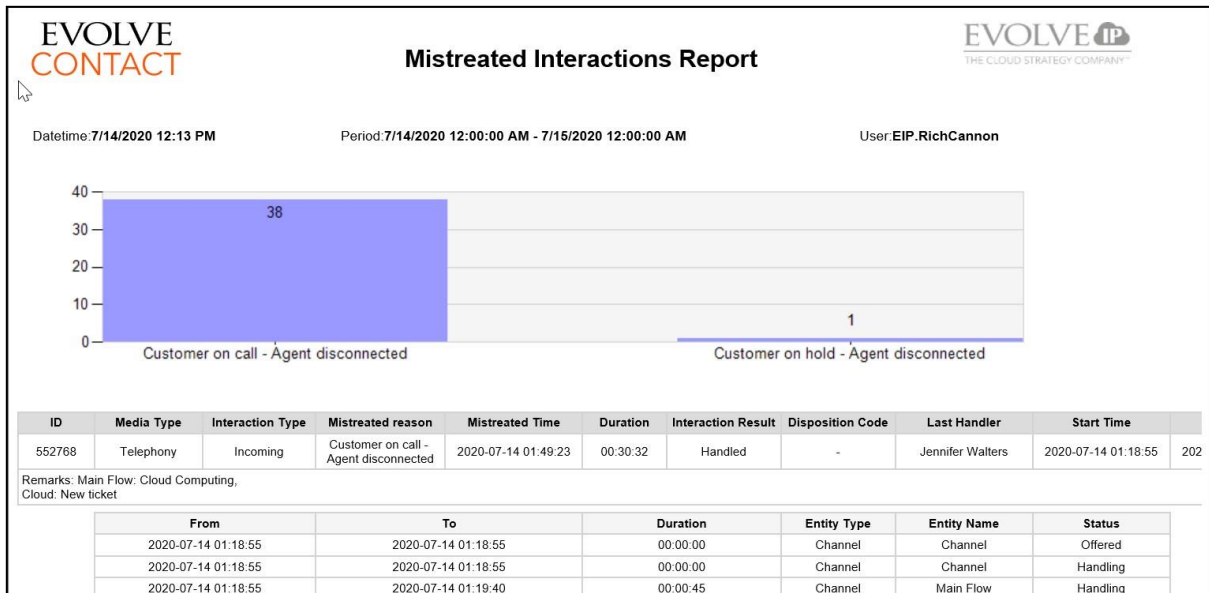 EVOLVE
CONTACT
Mistreated Interactions Report
EVOLVE IP
THE CLOUD STRATEGY COMPANY™
Datetime:7/14/2020 12:13 PM Period:7/14/2020 12:00:00 AM - 7/15/2020 12:00:00 AM User:EIP.RichCannon
40
38
30
20
10
1
0
Customer on call - Agent disconnected Customer on hold - Agent disconnected
ID Media Type Interaction Type Mistreated reason Mistreated Time Duration Interaction Result Disposition Code Last Handler Start Time
552768 Telephony Incoming Customer on call - Agent disconnected 2020-07-14 01:49:23 00:30:32 Handled - Jennifer Walters 2020-07-14 01:18:55 202
Remarks: Main Flow: Cloud Computing,
Cloud: New ticket
From To Duration Entity Type Entity Name Status
2020-07-14 01:18:55 2020-07-14 01:18:55 00:00:00 Channel Channel Offered
2020-07-14 01:18:55 2020-07-14 01:18:55 00:00:00 Channel Channel Handling
2020-07-14 01:18:55 2020-07-14 01:19:40 00:00:45 Channel Main Flow Handling